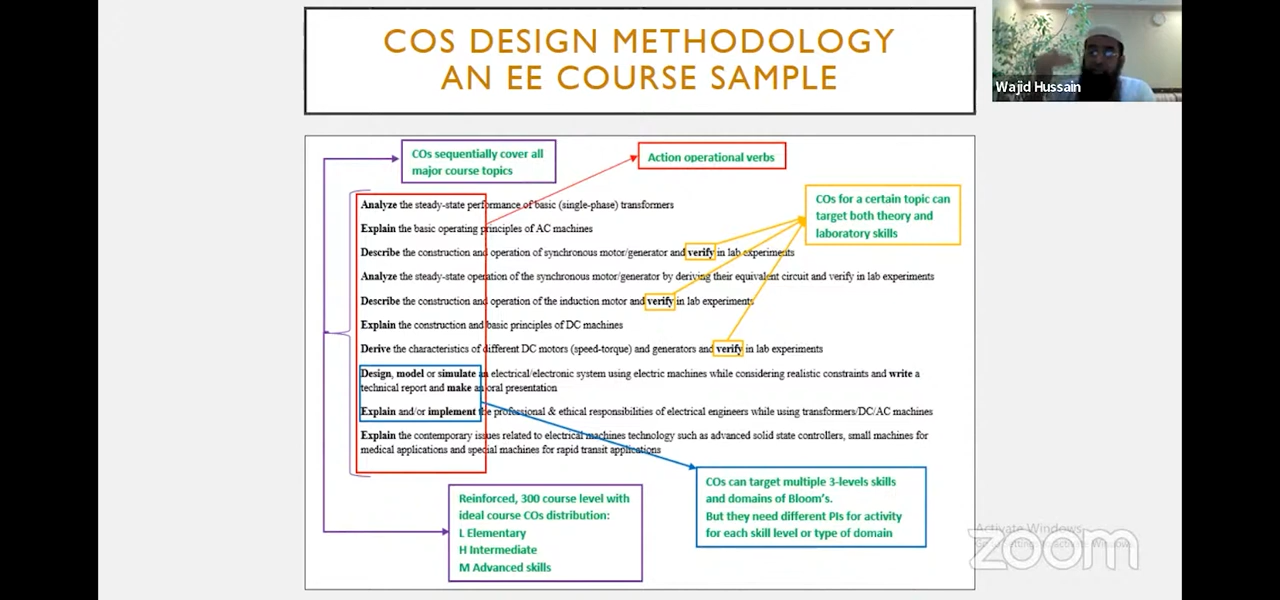 COS DESIGN METHODOLOGY
AN EE COURSE SAMPLE
Wajid Hussain
COs sequentially cover all
major course topics
Action operational verbs
COs for a certain topic can
target both theory and
laboratory skills
Analyze the steady-state performance of basic (single-phase) transformers
Explain the basic operating principles of AC machines
Describe the construction and operation of synchronous motor/generator and verify in lab experiments
Analyze the steady-state operation of the synchronous motor/generator by deriving their equivalent circuit and verify in lab experiments
Describe the construction and operation of the induction motor and verify in lab experiments
Explain the construction and basic principles of DC machines
Derive the characteristics of different DC motors (speed-torque) and generators and verify in lab experiments
Design, model or simulate an electrical/electronic system using electric machines while considering realistic constraints and write a
technical report and make an oral presentation
Explain and/or implement the professional & ethical responsibilities of electrical engineers while using transformers/DC/AC machines
Explain the contemporary issues related to electrical machines technology such as advanced solid state controllers, small machines for
medical applications and special machines for rapid transit applications
COs can target multiple 3-levels skills
and domains of Bloom's.
But they need different PIs for activity
for each skill level or type of domain
Reinforced, 300 course level with
ideal course COs distribution:
L Elementary
H Intermediate
M Advanced skills
Activate Windows
zoom